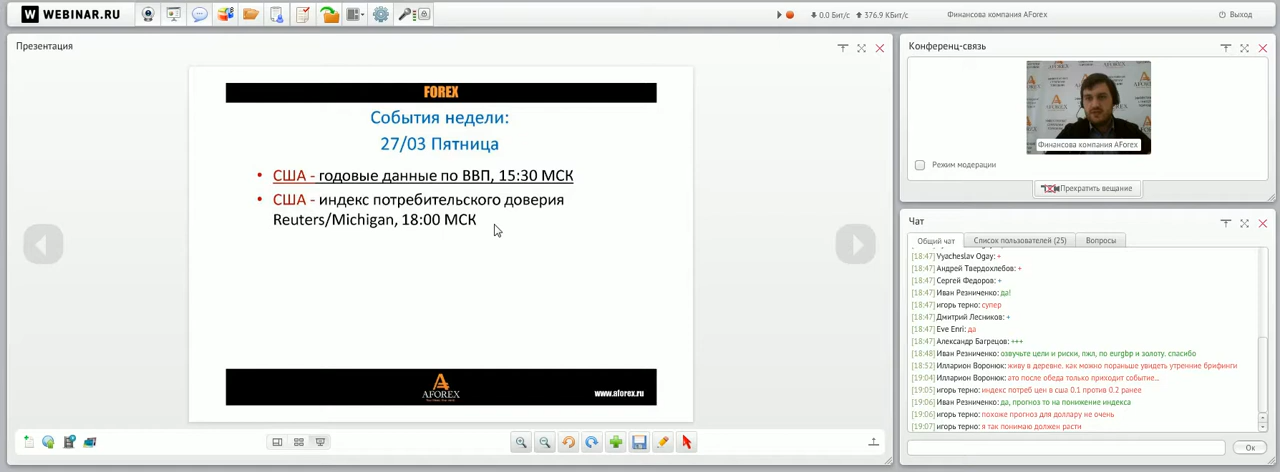 WEBINAR.RU
0.0 Бит/с
376.9 КБит/с
Финансова компания AForex
Выход
Презентация
FOREX
События недели:
27/03 Пятница
• США - годовые данные по ВВП, 15:30 МСК
• США - индекс потребительского доверия
Reuters/Michigan, 18:00 МСК
AFOREX
www.aforex.ru
Конференц-связь
AFOREX
Финансова компания AForex
Режим модерации
Прекратить вещание
Чат
Общий чат
Список пользователей (25)
Вопросы
[18:47] Vyacheslav Ogay: +
[18:47] Андрей Твердохлебов: +
[18:47] Сергей Федоров: +
[18:47] Иван Резниченко: да!
[18:47] игорь терно: супер
[18:47] Дмитрий Лесников: +
[18:47] Eve Enri: да
[18:47] Александр Багрецов: +++
[18:48] Иван Резниченко: озвучьте цели и риски, пжл, по eurgbp и золоту. спасибо
[18:52] Илларион Воронюк: живу в деревне. как можно пораньше увидеть утренние брифинги
[19:04] Илларион Воронюк: ато после обеда только приходит событие...
[19:05] игорь терно: индекс потреб цен в сша 0,1 против 0.2 ранее
[19:06] Иван Резниченко: да, прогноз то на понижение индекса
[19:06] игорь терно: похоже прогноз для доллару не очень
[19:07] игорь терно: я так понимаю должен расти
Ок